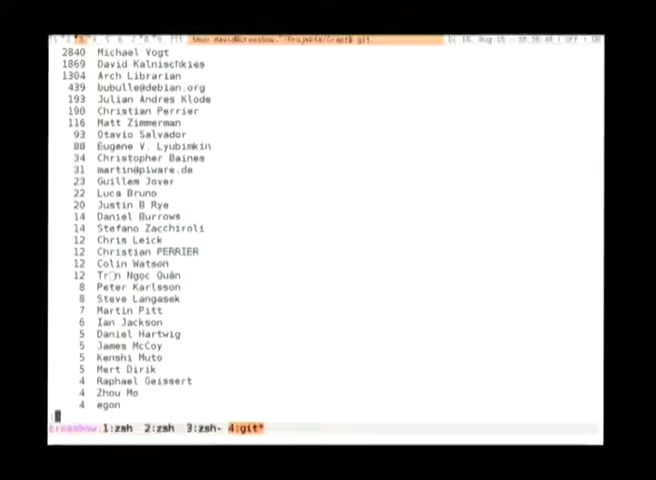 2840 Michael Vogt
1869 David Kalnischkies
1304 Arch Librarian
439 bubulle@debian.org
193 Julian Andres Klode
190 Christian Perrier
116 Matt Zimmerman
93 Otavio Salvador
88 Eugene V. Lyubimkin
34 Christopher Baines
31 martin@piware.de
23 Guillem Jover
22 Luca Bruno
20 Justin B Rye
14 Daniel Burrows
14 Stefano Zacchiroli
12 Chris Leick
12 Christian PERRIER
12 Colin Watson
12 Ngọc Quân
8 Peter Karlsson
8 Steve Langasek
7 Martin Pitt
6 Ian Jackson
5 Daniel Hartwig
5 James McCoy
5 Kenshi Muto
5 Mert Dirik
4 Raphael Geissert
4 Zhou Mo
4 egon
:
crossbow: 1:zsh 2:zsh 3:zsh- 4:git*